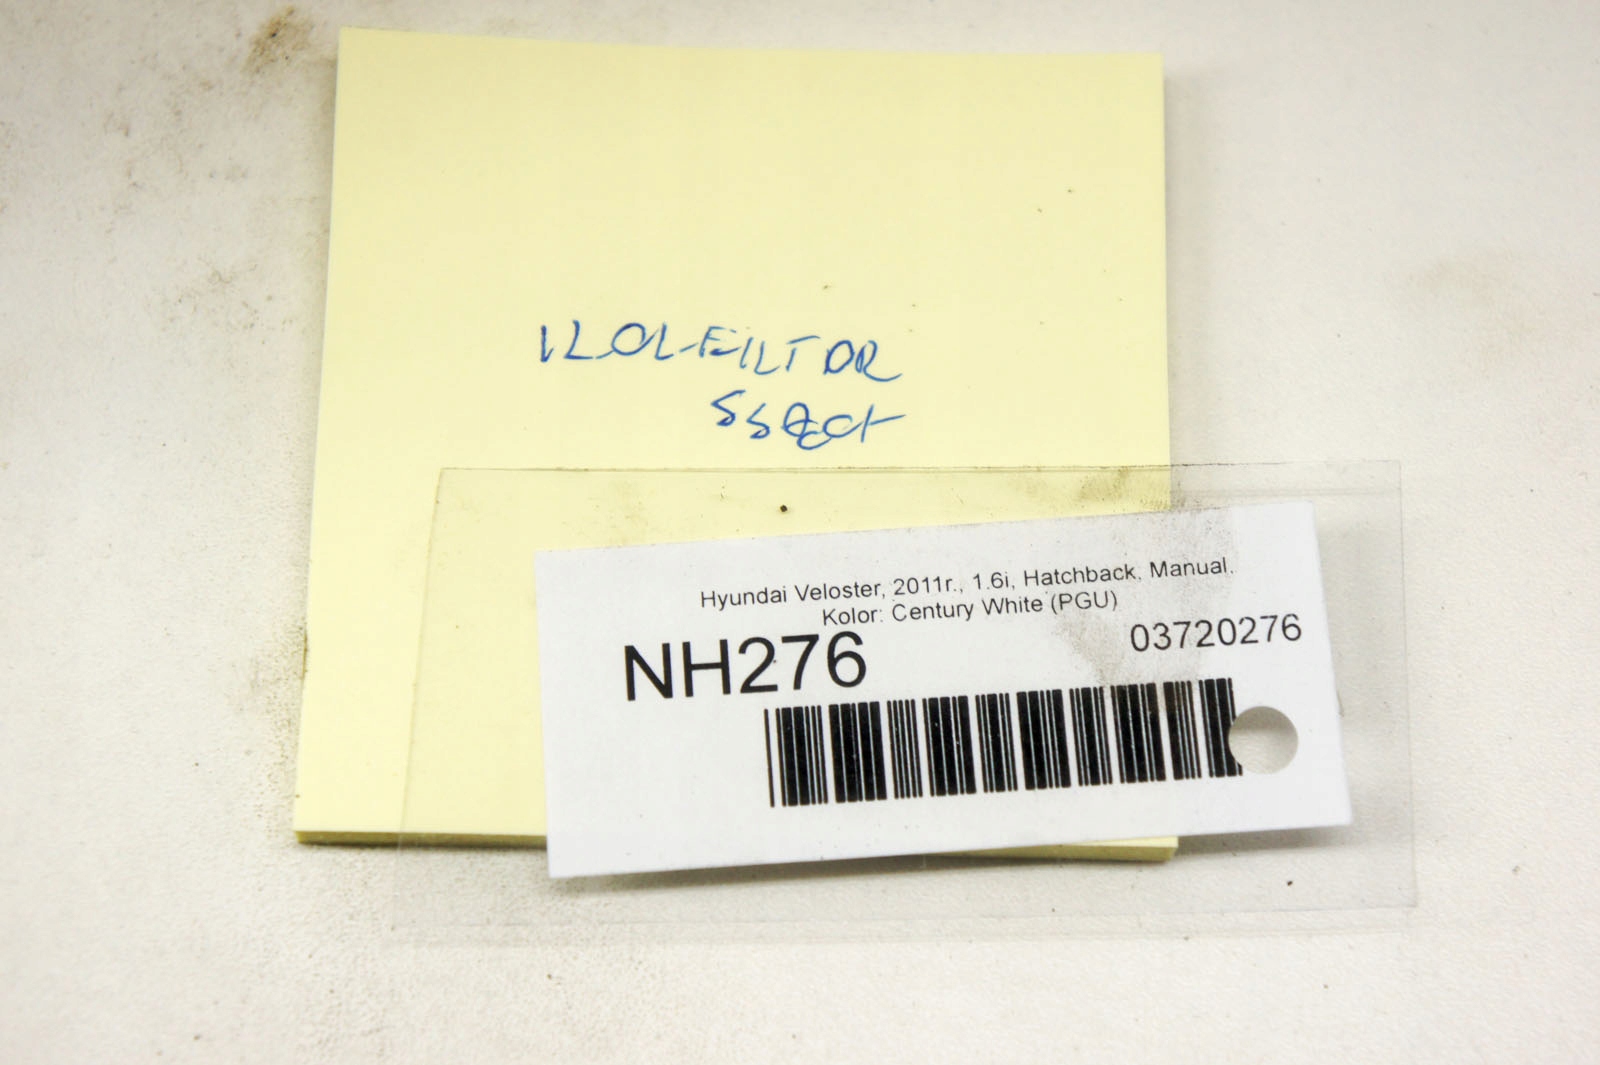 Hyundai Veloster, 2011r., 1.6i, Hatchback, Manual.
Kolor: Century White (PGU)
NH276
03720276